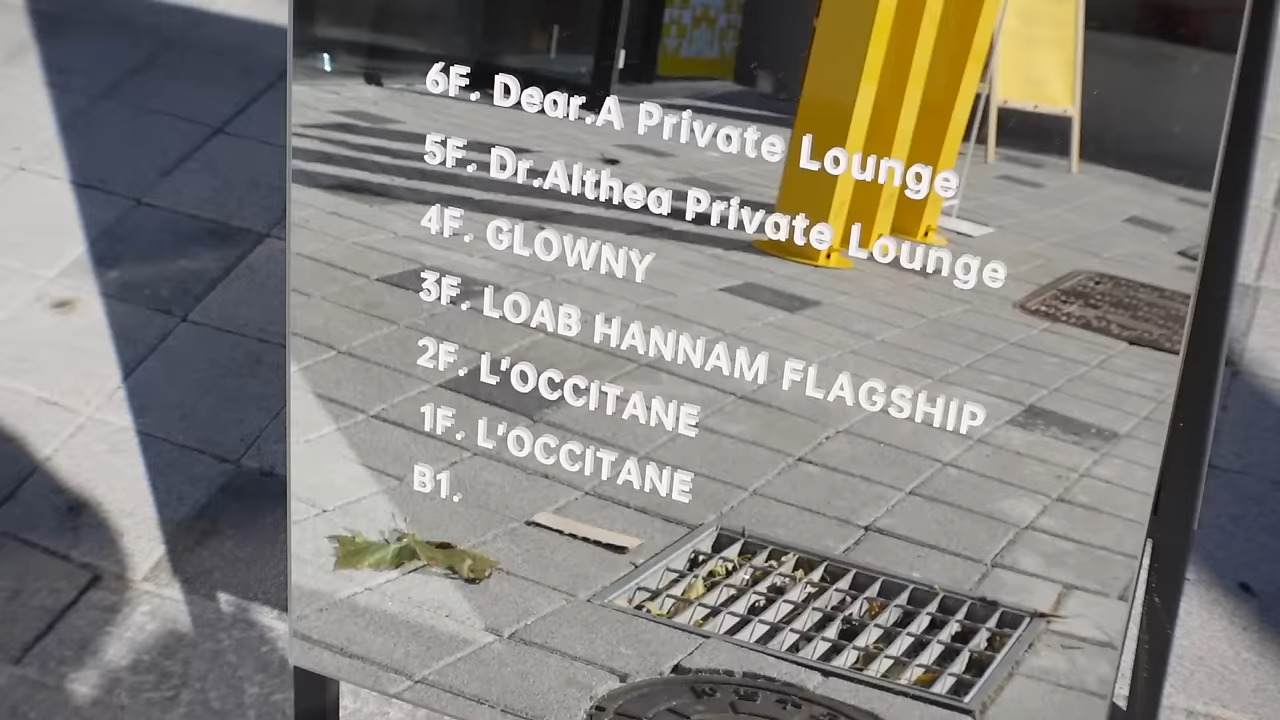 6F. Dear.A Private Lounge
5F. Dr.Althea Private Lounge
4F. GLOWNY
3F. LOAB HANNAM FLAGSHIP
2F. L'OCCITANE
1F. L'OCCITANE
B1.